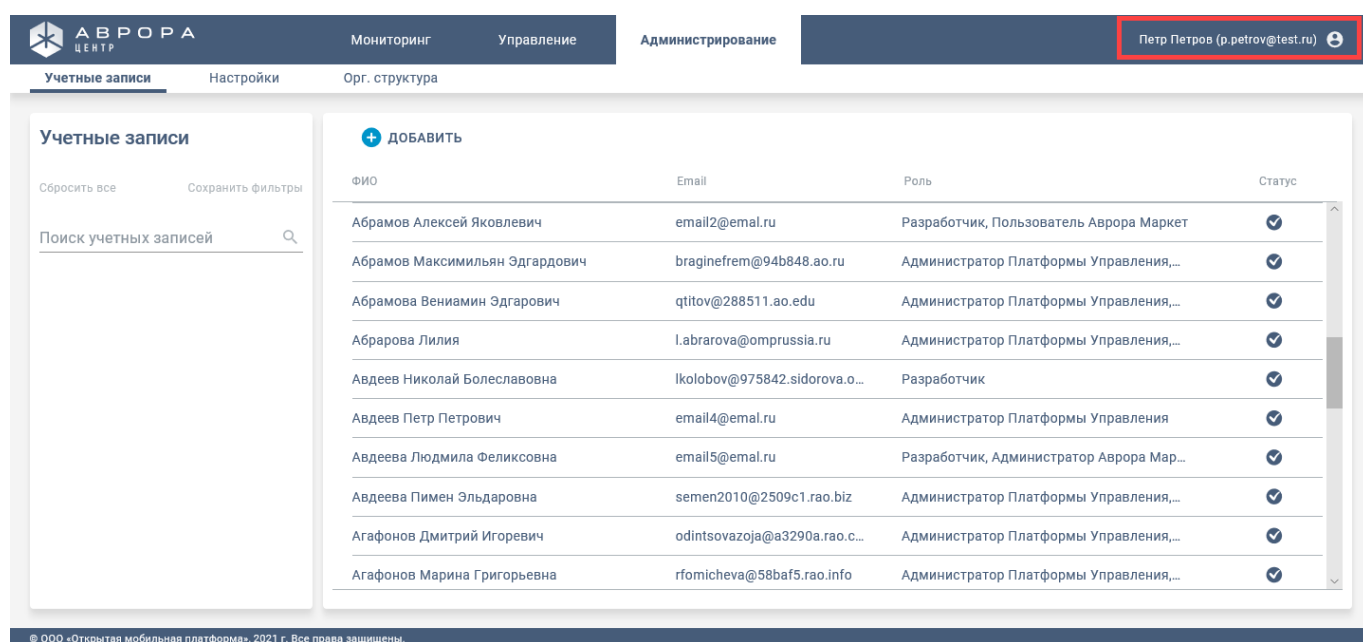 АВРОРА
ЦЕНТР
Мониторинг Управление Администрирование Петр Петров (p.petrov@test.ru)
Учетные записи Настройки Орг. структура
Учетные записи
ДОБАВИТЬ
Сбросить все Сохранить фильтры
Поиск учетных записей
ФИО Email Роль Статус
Абрамов Алексей Яковлевич email2@emal.ru Разработчик, Пользователь Аврора Маркет
Абрамов Максимильян Эдгардович braginefrem@94b848.ao.ru Администратор Платформы Управления,...
Абрамова Вениамин Эдгарович qtitov@288511.ao.edu Администратор Платформы Управления,...
Абрарова Лилия l.abrarova@omprussia.ru Администратор Платформы Управления,...
Авдеев Николай Болеславовна lkolobov@975842.sidorova.o... Разработчик
Авдеев Петр Петрович email4@emal.ru Администратор Платформы Управления
Авдеева Людмила Феликсовна email5@emal.ru Разработчик, Администратор Аврора Мар...
Авдеева Пимен Эльдаровна semen2010@2509c1.rao.biz Администратор Платформы Управления,...
Агафонов Дмитрий Игоревич odintsovazoja@a3290a.rao.c... Администратор Платформы Управления,...
Агафонов Марина Григорьевна rfomicheva@58baf5.rao.info Администратор Платформы Управления,...
© ООО «Открытая мобильная платформа», 2021 г. Все права защищены.